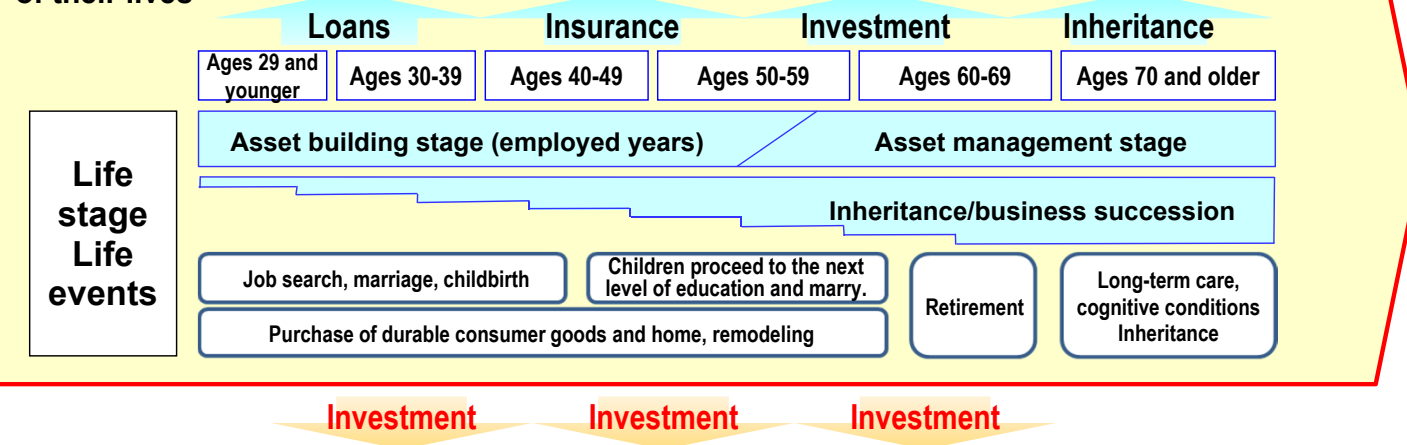 of their lives
Loans
Insurance
Investment
Inheritance
Ages 29 and
younger
Ages 30-39
Ages 40-49
Ages 50-59
Ages 60-69
Ages 70 and older
Life
stage
Life
events
Asset building stage (employed years)
Asset management stage
Inheritance/business succession
Job search, marriage, childbirth
Children proceed to the next
level of education and marry.
Purchase of durable consumer goods and home, remodeling
Retirement
Long-term care,
cognitive conditions
Inheritance
Investment
Investment
Investment